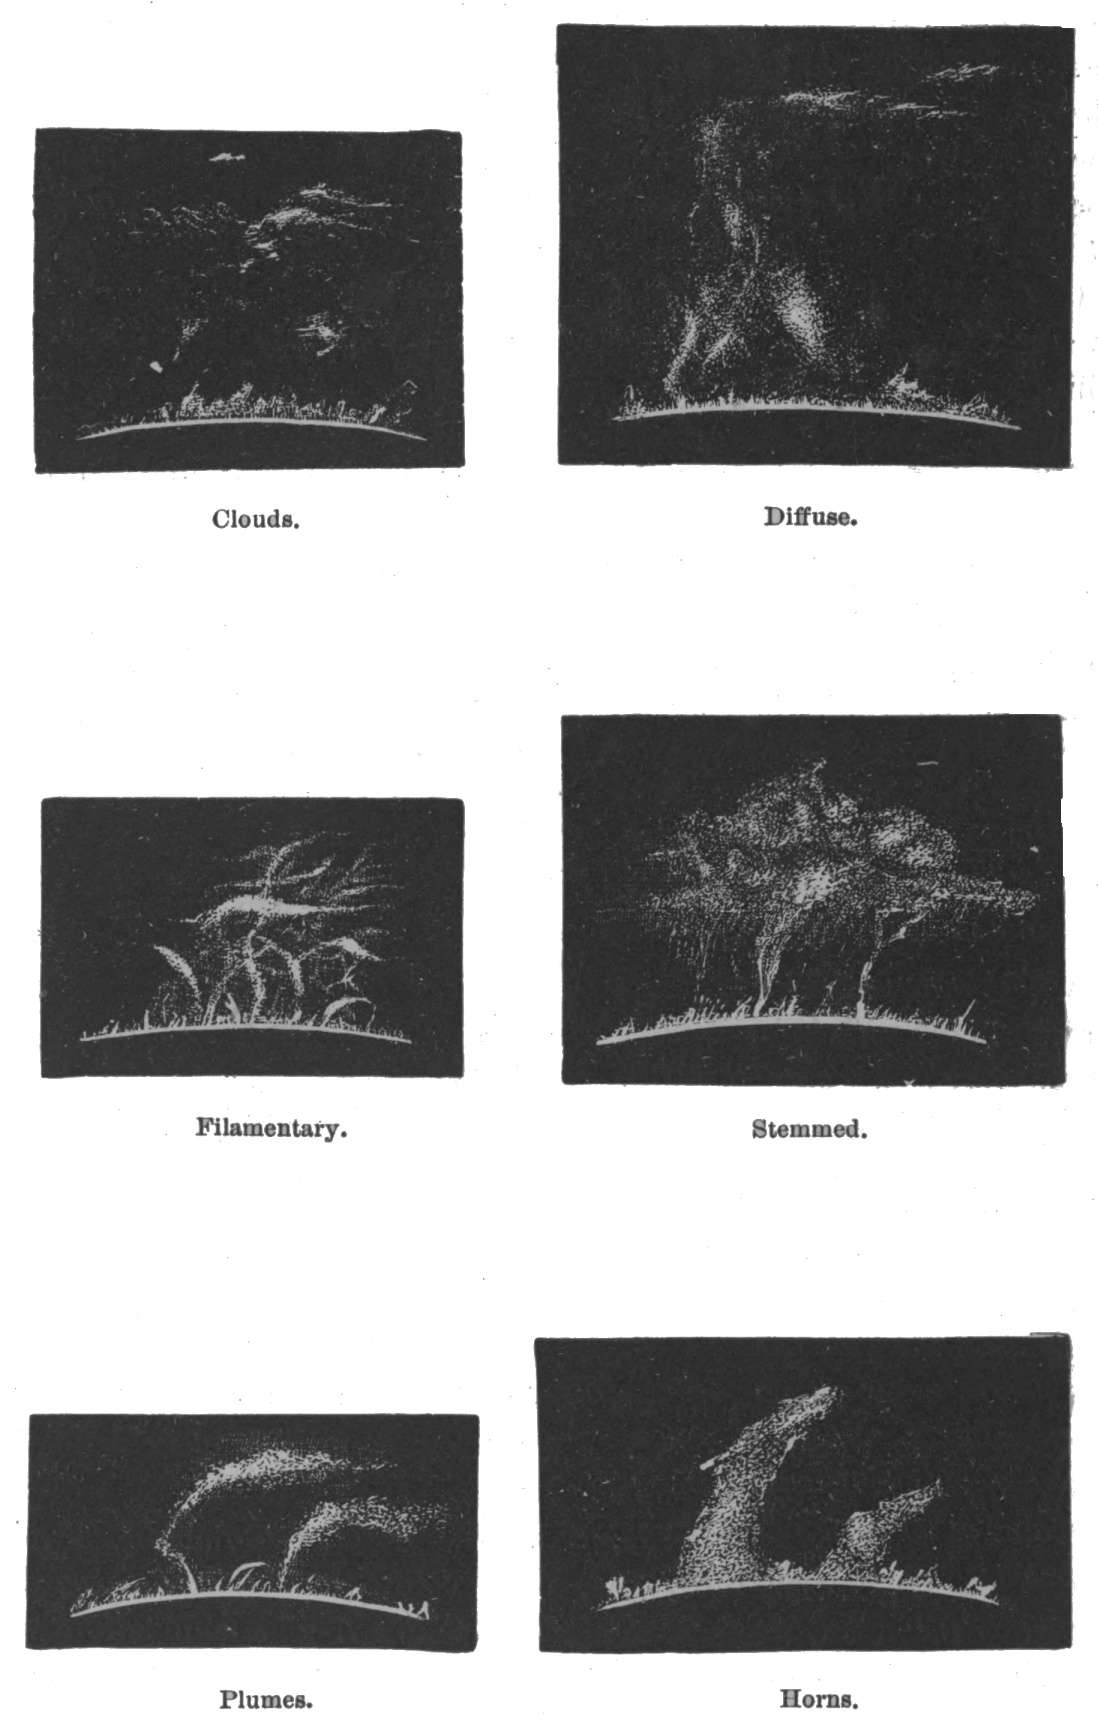 Clouds.
Diffuse.
Filamentary.
Stemmed.
Plumes.
Horns.